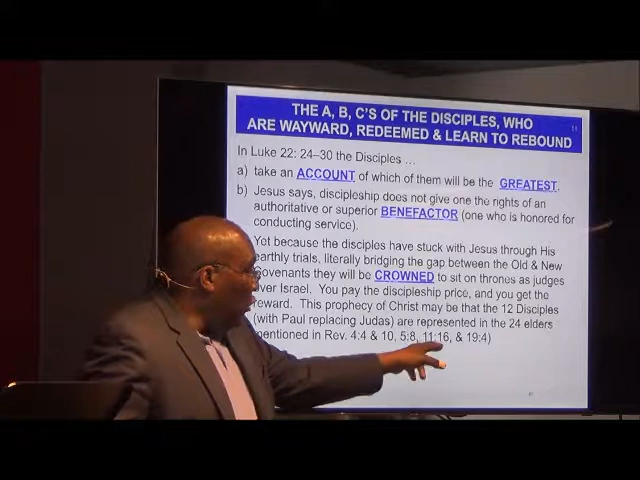 THE A, B, C'S OF THE DISCIPLES, WHO
ARE WAYWARD, REDEEMED & LEARN TO REBOUND
In Luke 22: 24–30 the Disciples …
a) take an ACCOUNT of which of them will be the GREATEST.
b) Jesus says, discipleship does not give one the rights of an
authoritative or superior BENEFACTOR (one who is honored for
conducting service).
Yet because the disciples have stuck with Jesus through His
earthly trials, literally bridging the gap between the Old & New
Covenants they will be CROWNED to sit on thrones as judges
over Israel. You pay the discipleship price, and you get the
reward. This prophecy of Christ may be that the 12 Disciples
(with Paul replacing Judas) are represented in the 24 elders
mentioned in Rev. 4:4 & 10, 5:8, 11:16, & 19:4)